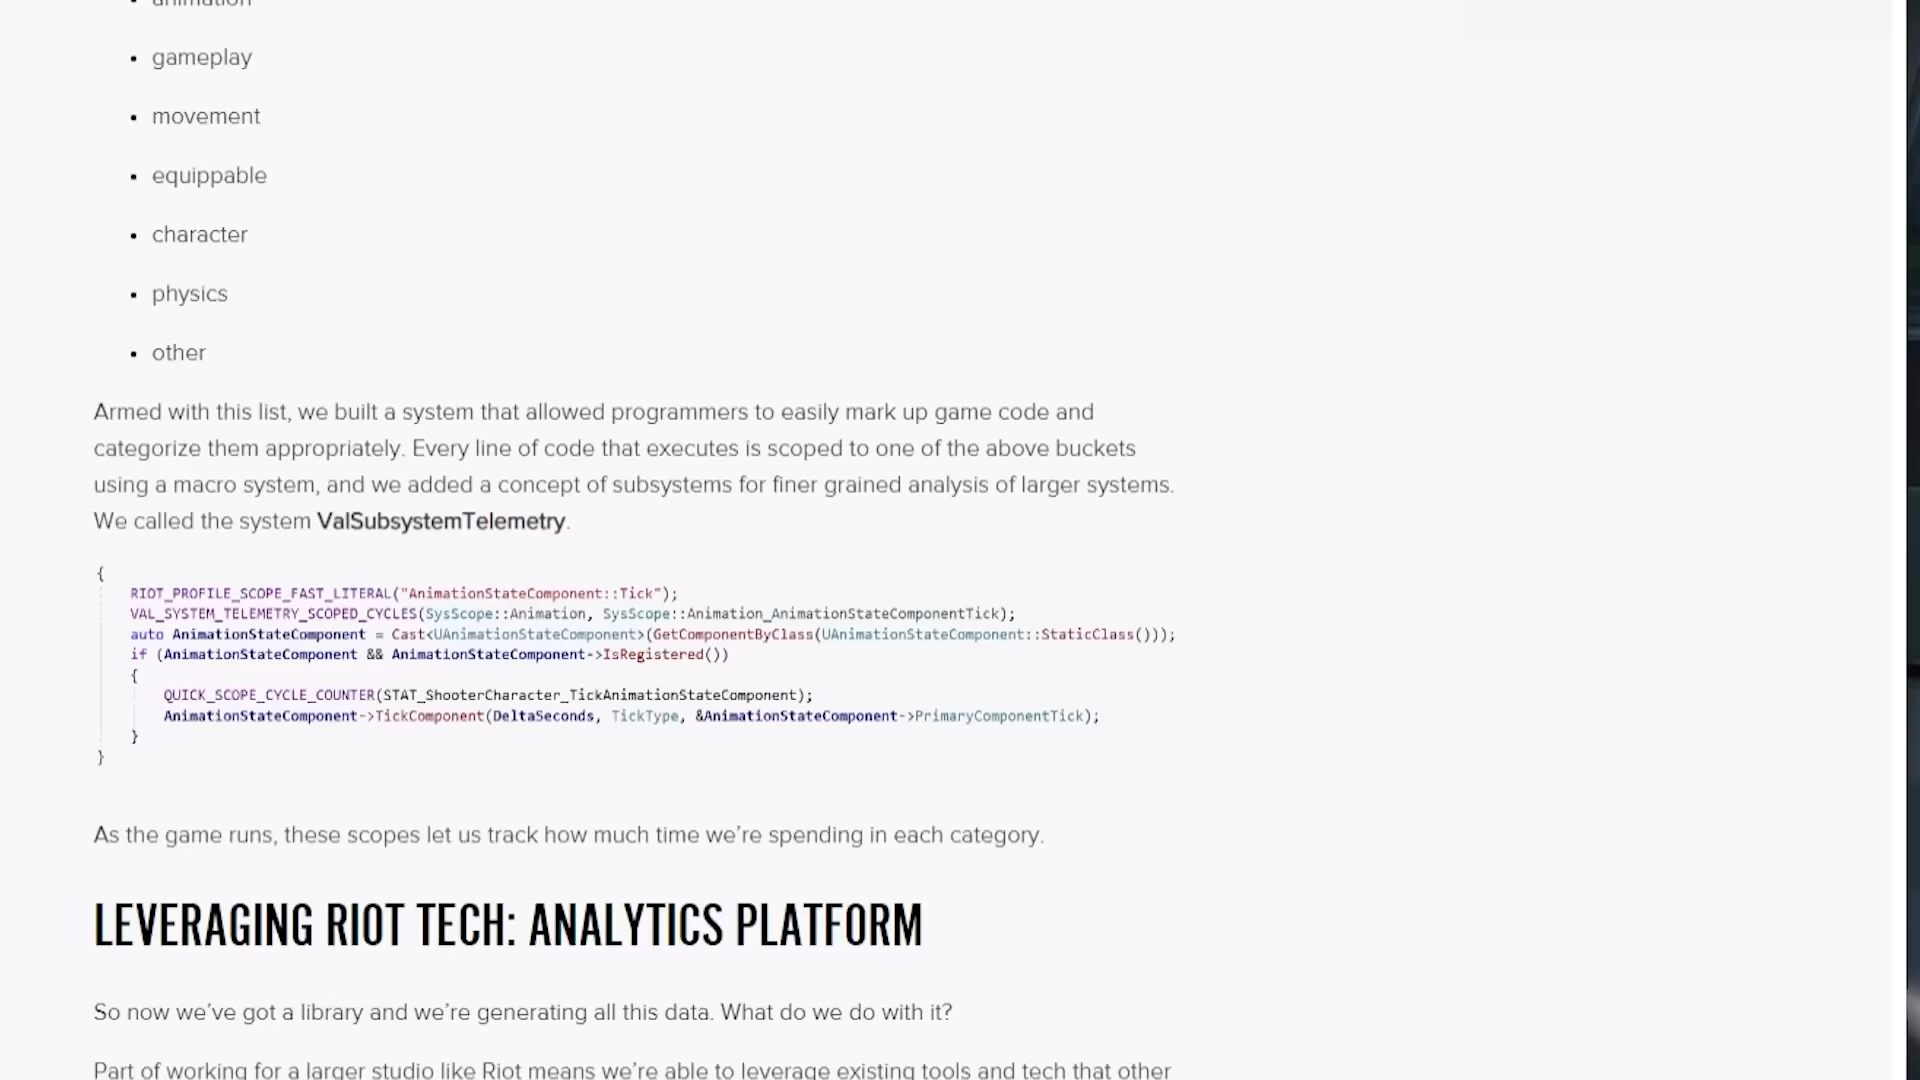 animation
• gameplay
• movement
• equippable
• character
• physics
• other
Armed with this list, we built a system that allowed programmers to easily mark up game code and
categorize them appropriately. Every line of code that executes is scoped to one of the above buckets
using a macro system, and we added a concept of subsystems for finer grained analysis of larger systems.
We called the system ValSubsystemTelemetry.
{
RIOT_PROFILE_SCOPE_FAST_LITERAL("AnimationStateComponent::Tick");
VAL_SYSTEM_TELEMETRY_SCOPED_CYCLES(SysScope::Animation, SysScope::Animation_AnimationStateComponentTick);
auto AnimationStateComponent = Cast<UAnimationStateComponent>(GetComponentByClass(UAnimationStateComponent::StaticClass()));
if (AnimationStateComponent && AnimationStateComponent->IsRegistered())
{
QUICK_SCOPE_CYCLE_COUNTER(STAT_ShooterCharacter_TickAnimationStateComponent);
AnimationStateComponent->TickComponent(DeltaSeconds, TickType, &AnimationStateComponent->PrimaryComponentTick);
}
}
As the game runs, these scopes let us track how much time we're spending in each category.
LEVERAGING RIOT TECH: ANALYTICS PLATFORM
So now we've got a library and we're generating all this data. What do we do with it?
Part of working for a larger studio like Riot means we're able to leverage existing tools and tech that other